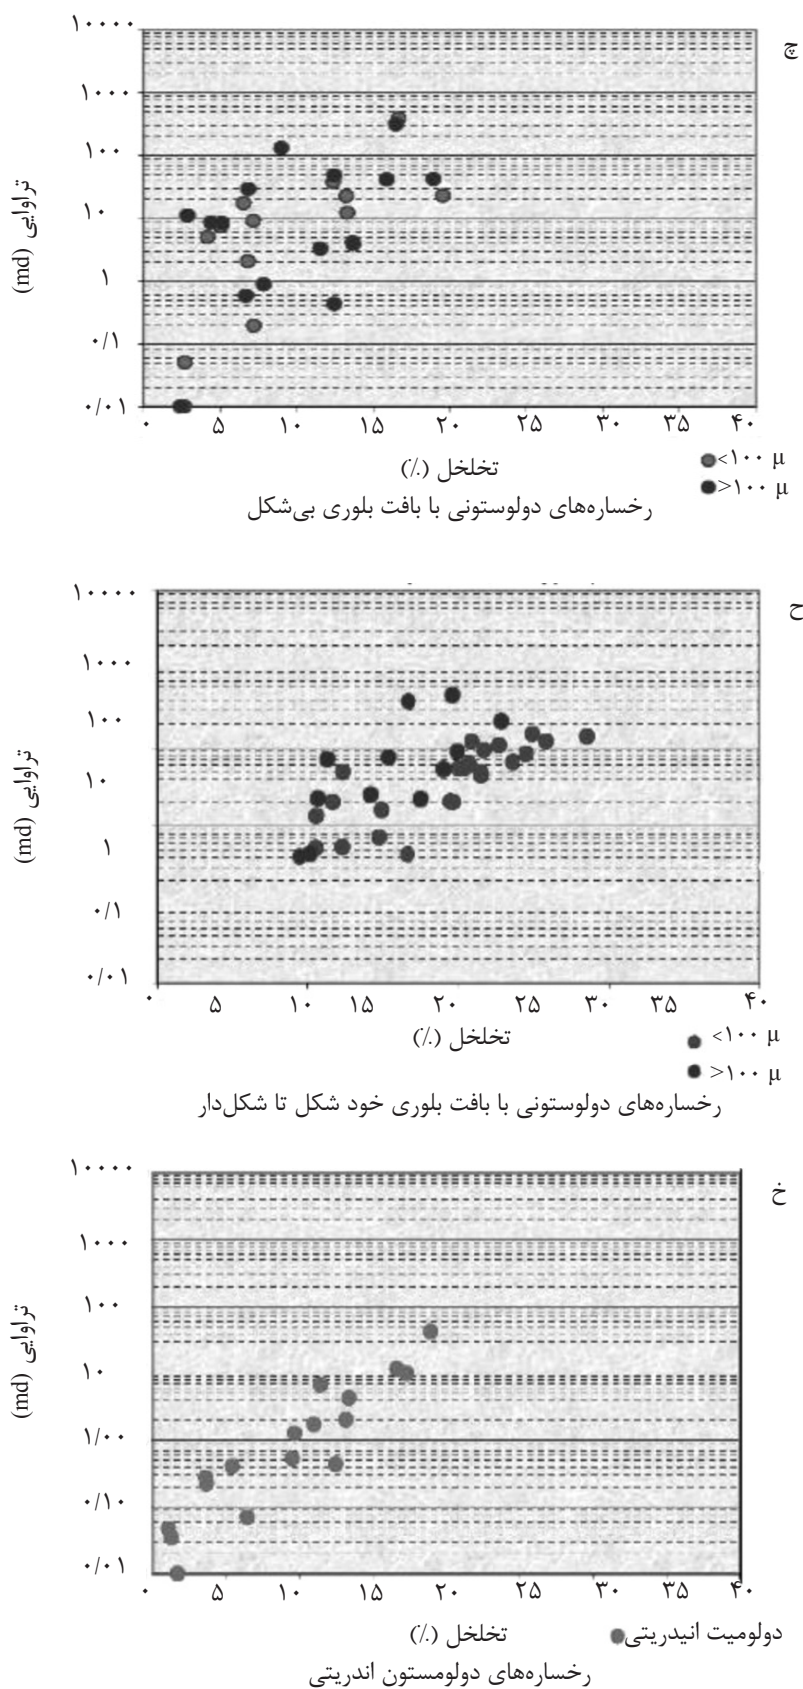 چ
۱۰۰۰۰
۱۰۰۰
۱۰۰
۱۰
۱
۰/۱
۰/۰۱
تراوایی (md)
۰ ۵ ۱۰ ۱۵ ۲۰ ۲۵ ۳۰ ۳۵ ۴۰
تخلخل (٪)
<۱۰۰ μ
>۱۰۰ μ
رخساره‌های دولوستونی با بافت بلوری بی‌شکل
ح
۱۰۰۰۰
۱۰۰۰
۱۰۰
۱۰
۱
۰/۱
۰/۰۱
تراوایی (md)
۰ ۵ ۱۰ ۱۵ ۲۰ ۲۵ ۳۰ ۳۵ ۴۰
تخلخل (٪)
<۱۰۰ μ
>۱۰۰ μ
رخساره‌های دولوستونی با بافت بلوری خود شکل تا شکل‌دار
خ
۱۰۰۰۰
۱۰۰۰
۱۰۰
۱۰
۱/۰۰
۰/۱۰
۰/۰۱
تراوایی (md)
۰ ۵ ۱۰ ۱۵ ۲۰ ۲۵ ۳۰ ۳۵ ۴۰
تخلخل (٪)
دولومیت انیدریتی
رخساره‌های دولومستون اندریتی